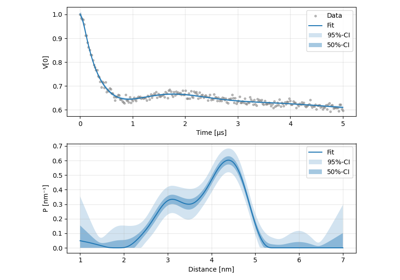 1.0
0.9
0.8
0.7
0.6
V[0]
0 1 2 3 4 5
Time [μs]
Data
Fit
95%-CI
50%-CI
0.7
0.6
0.5
0.4
0.3
0.2
0.1
0.0
P [nm⁻¹]
1 2 3 4 5 6 7
Distance [nm]
Fit
95%-CI
50%-CI